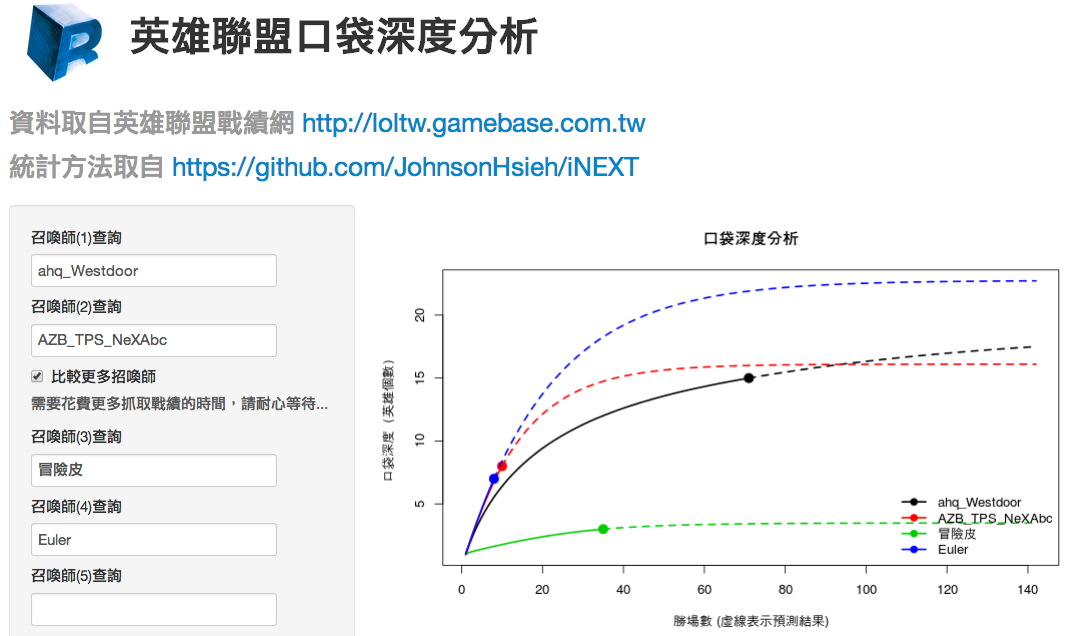 英雄聯盟口袋深度分析
資料取自英雄聯盟戰績網 http://loltw.gamebase.com.tw
統計方法取自 https://github.com/JohnsonHsieh/iNEXT
召喚師(1)查詢
ahq_Westdoor
召喚師(2)查詢
AZB_TPS_NeXAbc
比較更多招喚師
需要花費更多抓取戰績的時間，請耐心等待...
召喚師(3)查詢
冒險皮
召喚師(4)查詢
Euler
召喚師(5)查詢
口袋深度分析
口袋深度（英雄個數）
20
15
10
5
ahq_Westdoor
AZB_TPS_NeXAbc
冒險皮
Euler
0 20 40 60 80 100 120 140
勝場數 (虛線表示預測結果)